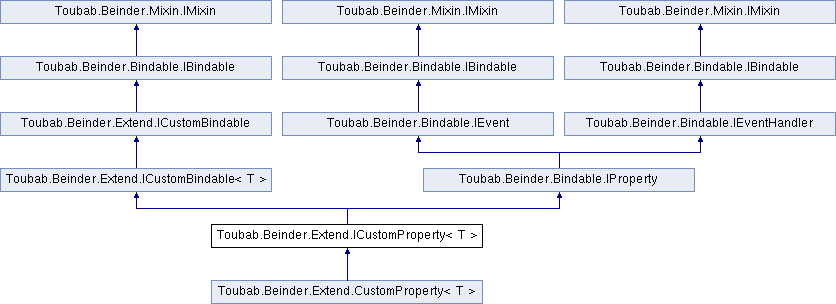 Toubab.Beinder.Mixin.IMixin
Toubab.Beinder.Mixin.IMixin
Toubab.Beinder.Mixin.IMixin
Toubab.Beinder.Bindable.IBindable
Toubab.Beinder.Bindable.IBindable
Toubab.Beinder.Bindable.IBindable
Toubab.Beinder.Extend.ICustomBindable
Toubab.Beinder.Bindable.IEvent
Toubab.Beinder.Bindable.IEventHandler
Toubab.Beinder.Extend.ICustomBindable< T >
Toubab.Beinder.Bindable.IProperty
Toubab.Beinder.Extend.ICustomProperty< T >
Toubab.Beinder.Extend.CustomProperty< T >